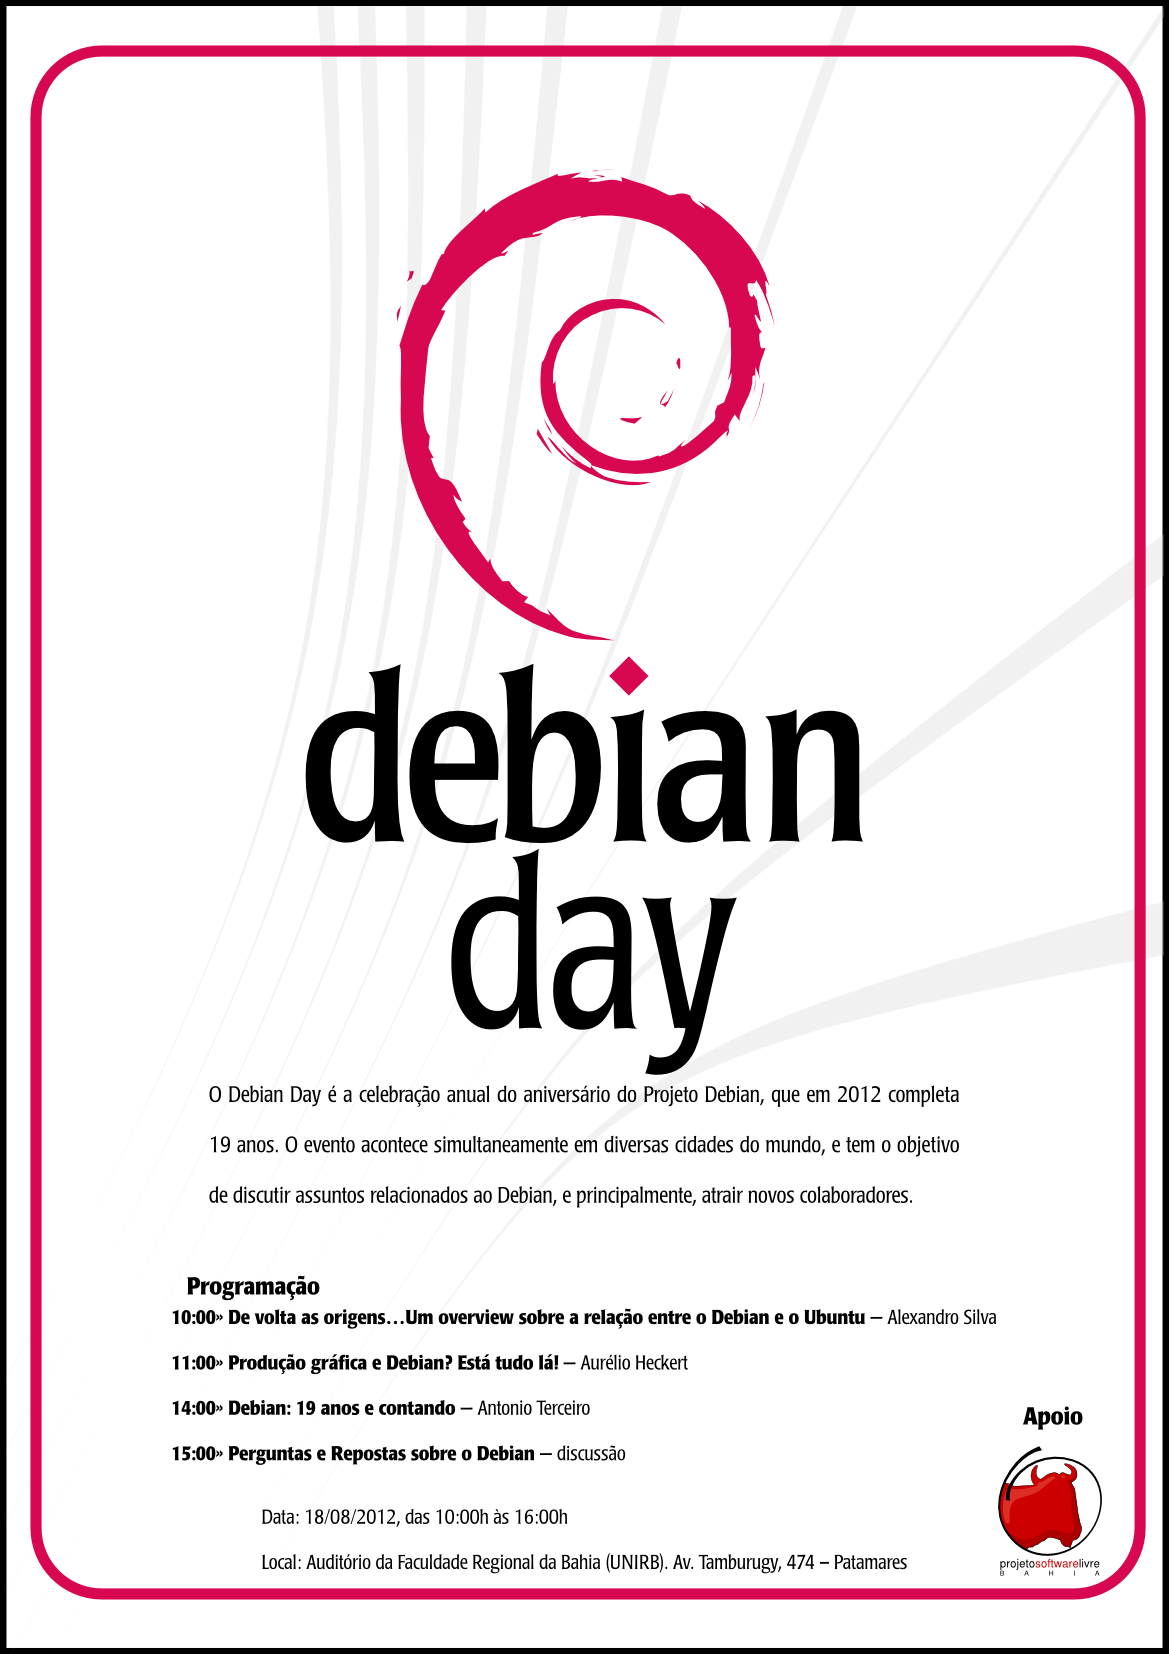 debian
day
O Debian Day é a celebração anual do aniversário do Projeto Debian, que em 2012 completa
19 anos. O evento acontece simultaneamente em diversas cidades do mundo, e tem o objetivo
de discutir assuntos relacionados ao Debian, e principalmente, atrair novos colaboradores.
Programação
10:00» De volta as origens...Um overview sobre a relação entre o Debian e o Ubuntu – Alexandro Silva
11:00» Produção gráfica e Debian? Está tudo lá! – Aurélio Heckert
14:00» Debian: 19 anos e contando – Antonio Terceiro
15:00» Perguntas e Repostas sobre o Debian – discussão
Data: 18/08/2012, das 10:00h às 16:00h
Local: Auditório da Faculdade Regional da Bahia (UNIRB). Av. Tamburugy, 474 – Patamares
Apoio
projetosoftwarelivre
BAHIA